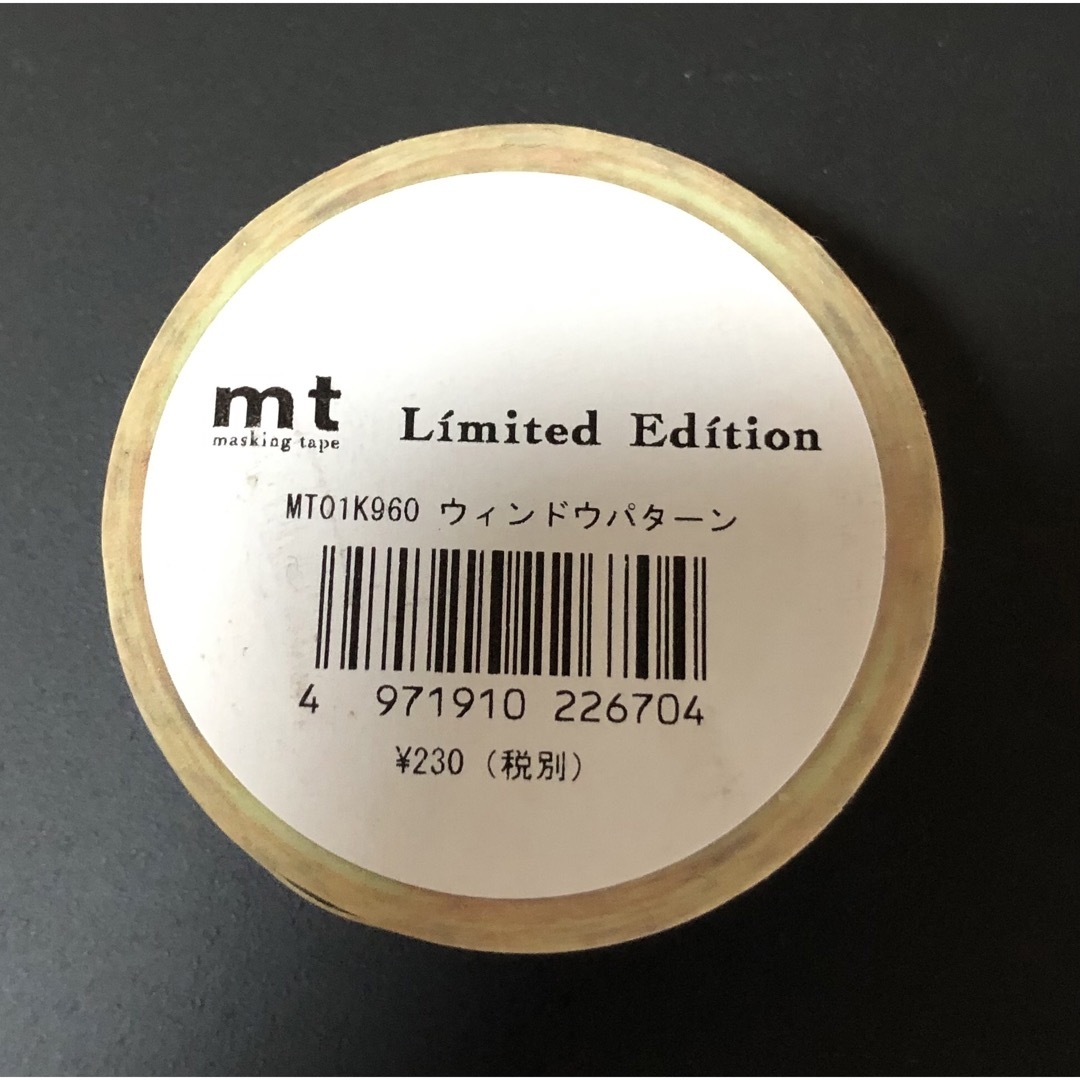 mt
masking tape
Límited Edítion
MT01K960 ウィンドウパターン
4 971910 226704
¥230（税別）